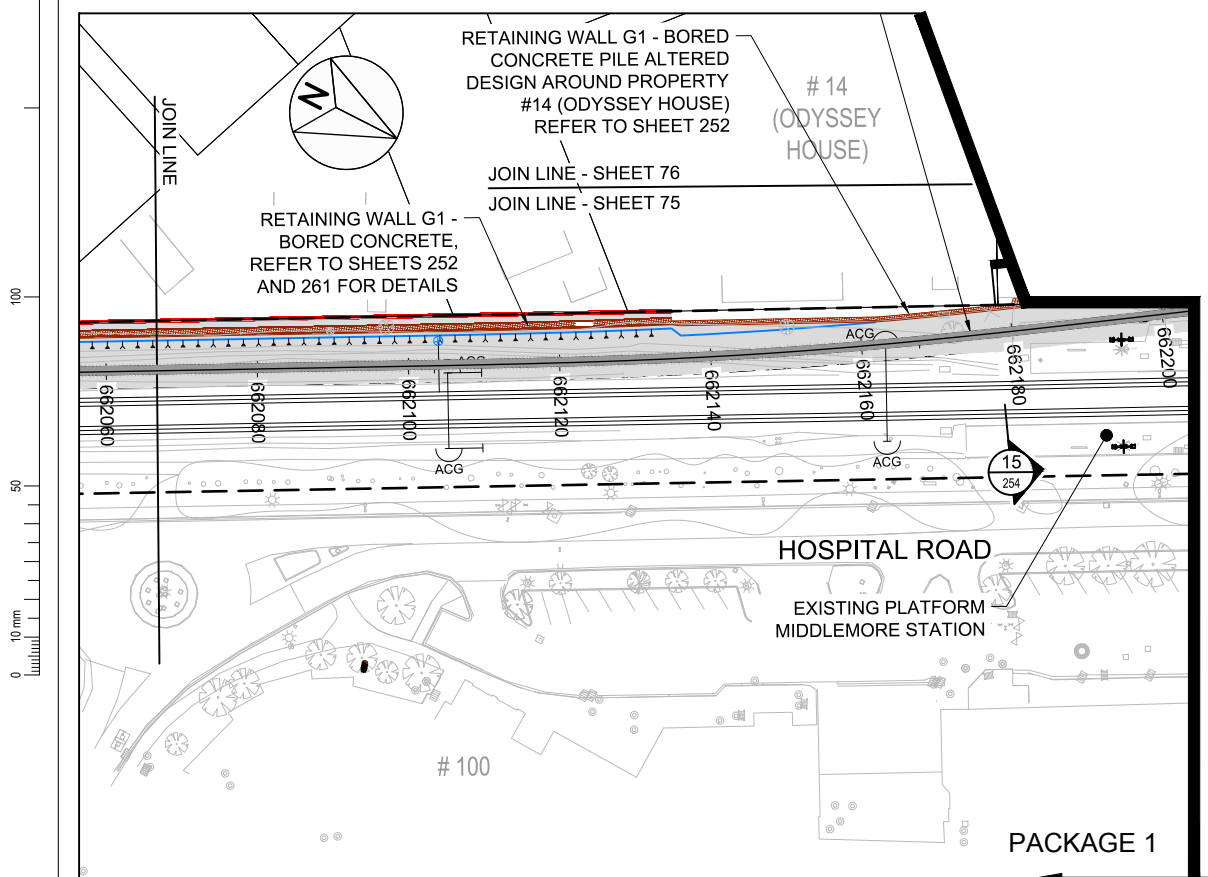 RETAINING WALL G1 - BORED
CONCRETE PILE ALTERED
DESIGN AROUND PROPERTY
#14 (ODYSSEY HOUSE)
REFER TO SHEET 252
# 14
(ODYSSEY
HOUSE)
N
JOIN LINE
JOIN LINE - SHEET 76
JOIN LINE - SHEET 75
RETAINING WALL G1 -
BORED CONCRETE,
REFER TO SHEETS 252
AND 261 FOR DETAILS
100
ACG
ACG
662060
662080
662100
662120
662140
662160
662180
662200
ACG
ACG
15
254
50
HOSPITAL ROAD
EXISTING PLATFORM
MIDDLEMORE STATION
10 mm
0
# 100
PACKAGE 1